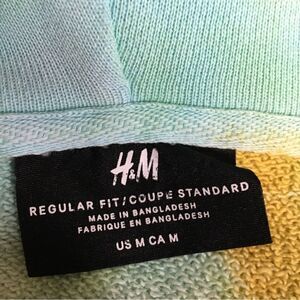 H&M
REGULAR FIT/COUPE STANDARD
MADE IN BANGLADESH
FABRIQUE EN BANGLADESH
US M CA M